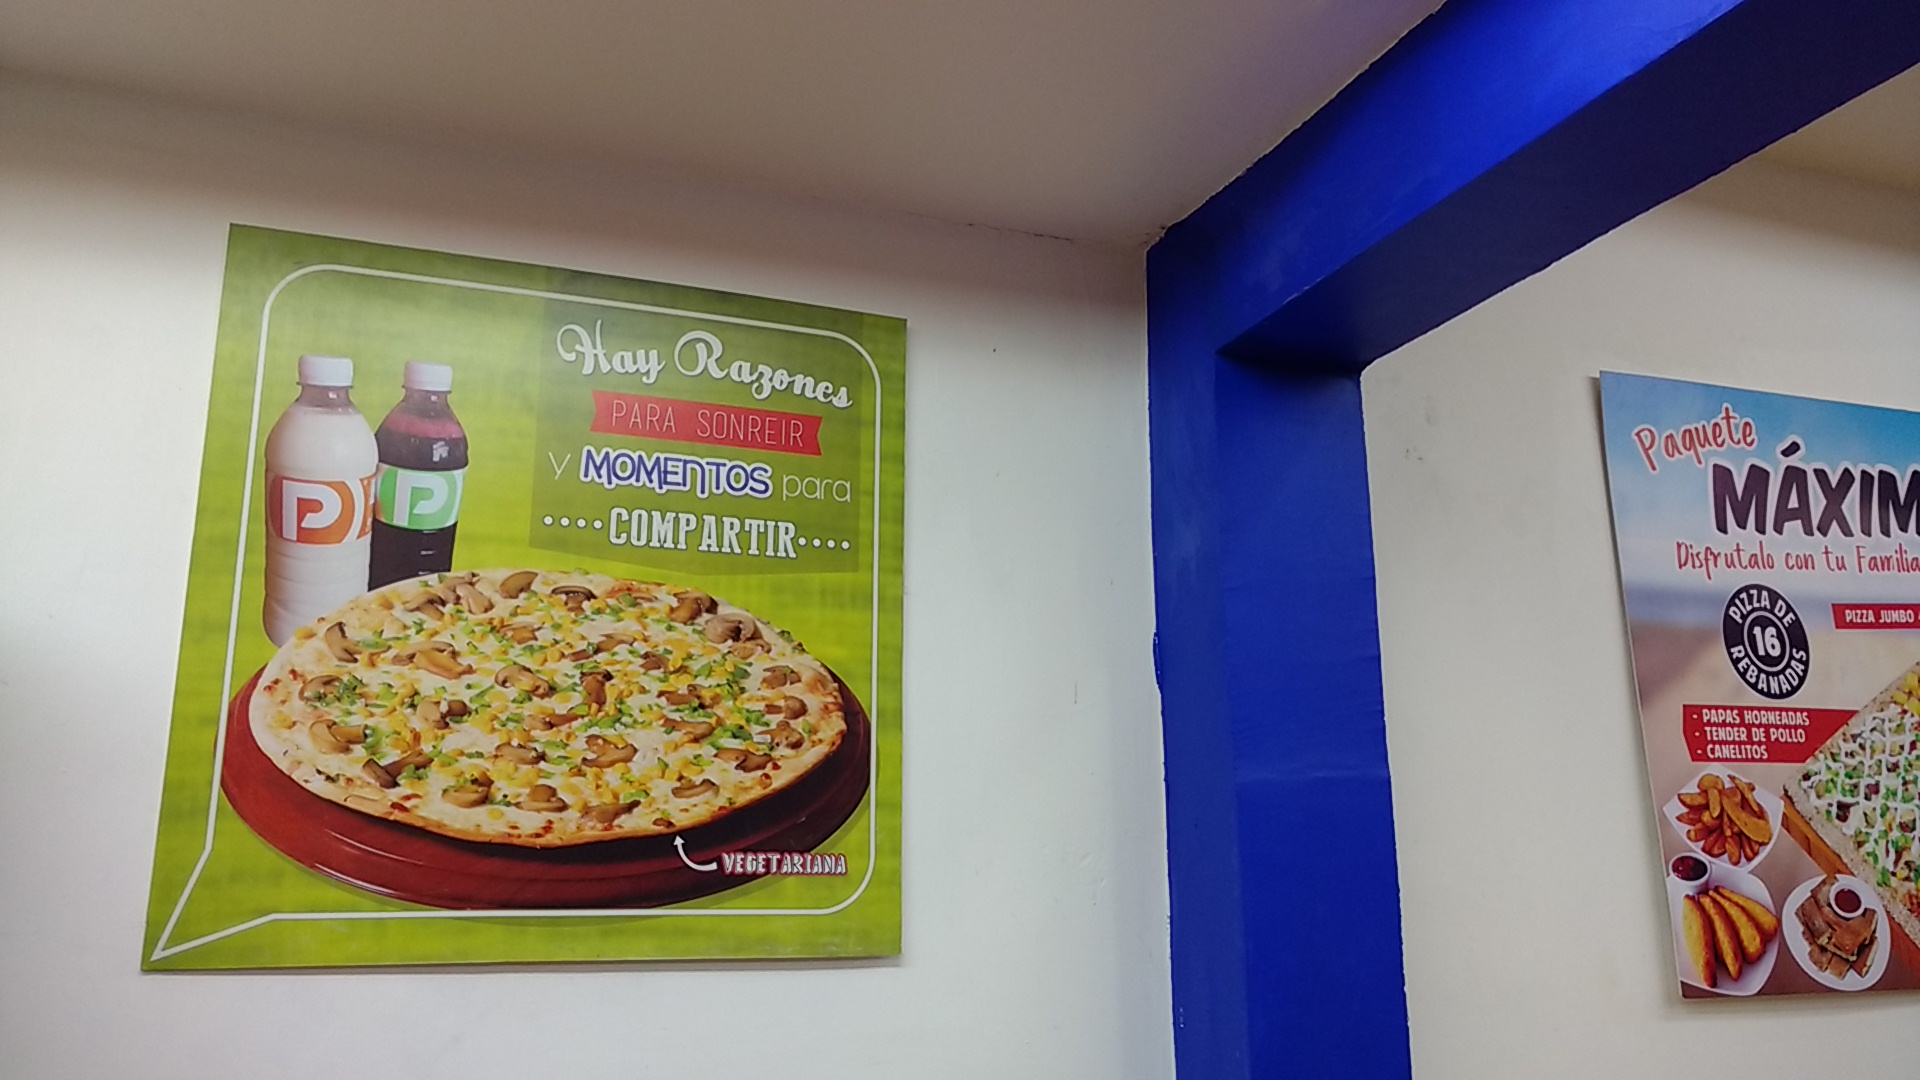 Hay Razones
PARA SONREIR
y MOMENTOS para
....COMPARTIR....
P
P
VEGETARIANA
Paquete
MÁXIM
Disfrutalo con tu Familia
PIZZA DE
16
REBANADAS
PIZZA JUMBO
- PAPAS HORNEADAS
- TENDER DE POLLO
- CANELITOS